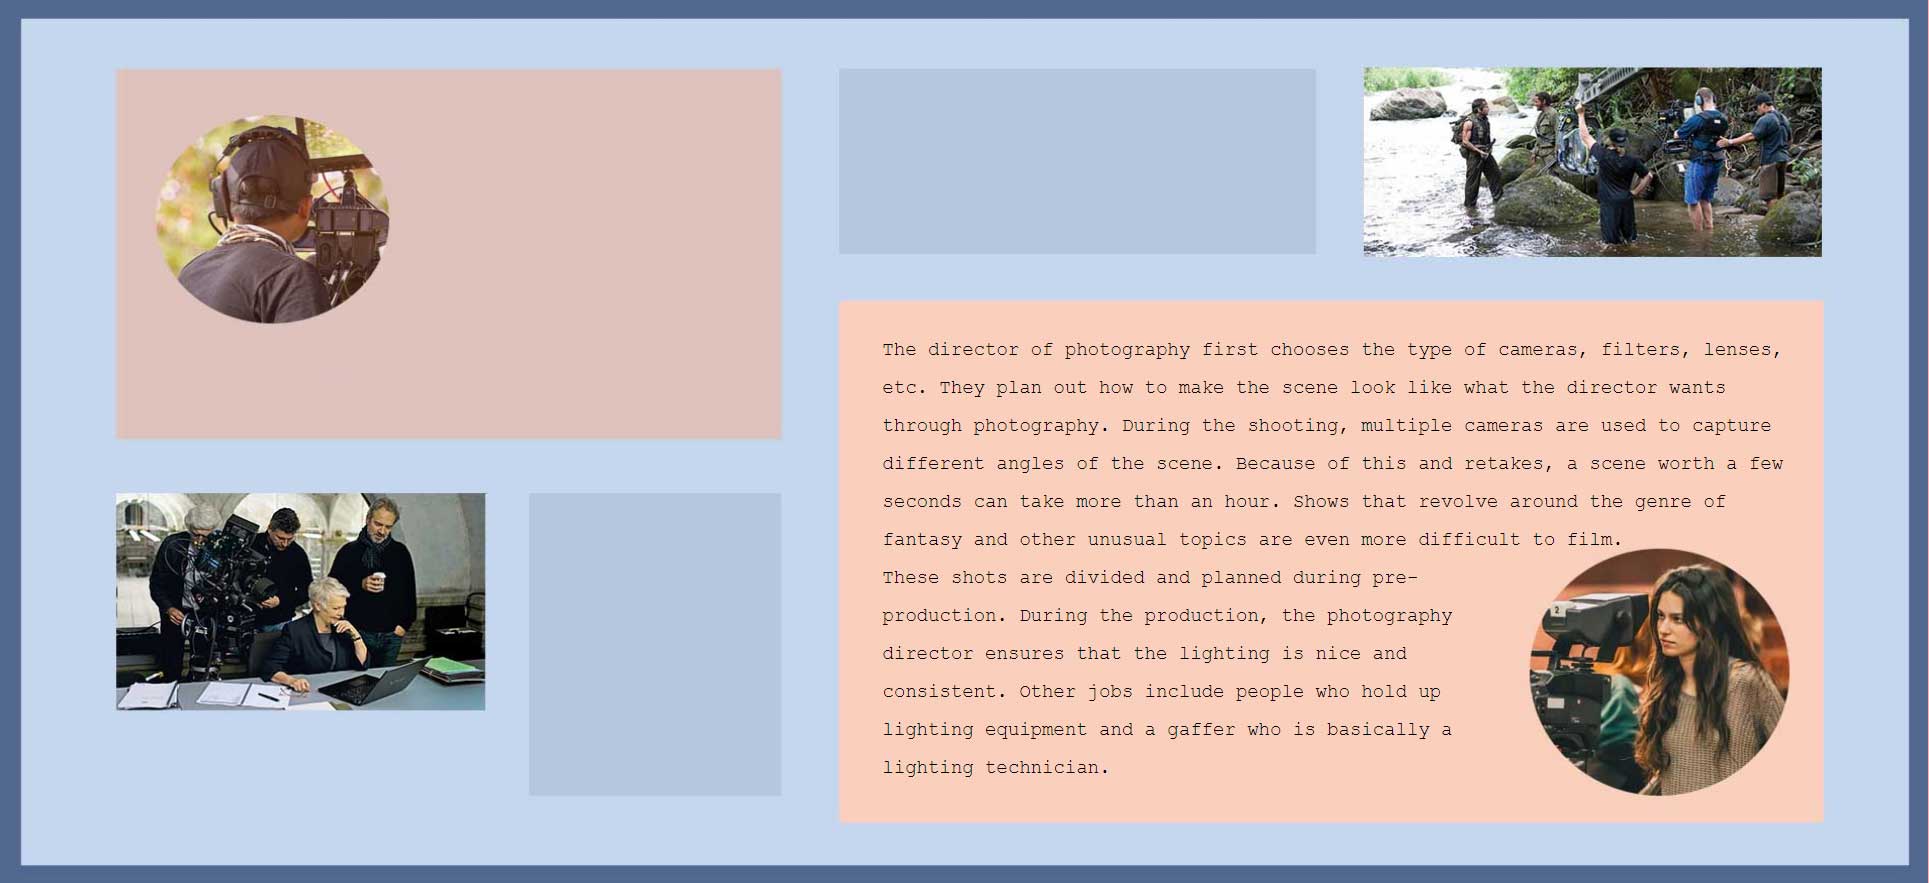 The director of photography first chooses the type of cameras, filters, lenses,
etc. They plan out how to make the scene look like what the director wants
through photography. During the shooting, multiple cameras are used to capture
different angles of the scene. Because of this and retakes, a scene worth a few
seconds can take more than an hour. Shows that revolve around the genre of
fantasy and other unusual topics are even more difficult to film.
These shots are divided and planned during pre-
production. During the production, the photography
director ensures that the lighting is nice and
consistent. Other jobs include people who hold up
lighting equipment and a gaffer who is basically a
lighting technician.
2